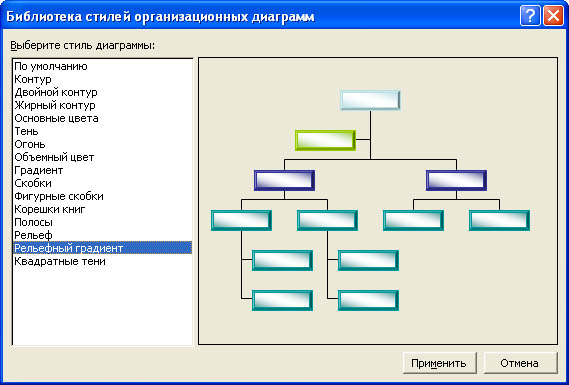 Библиотека стилей организационных диаграмм
Выберите стиль диаграммы:
По умолчанию
Контур
Двойной контур
Жирный контур
Основные цвета
Тень
Огонь
Объемный цвет
Градиент
Скобки
Фигурные скобки
Корешки книг
Полосы
Рельеф
Рельефный градиент
Квадратные тени
Применить
Отмена